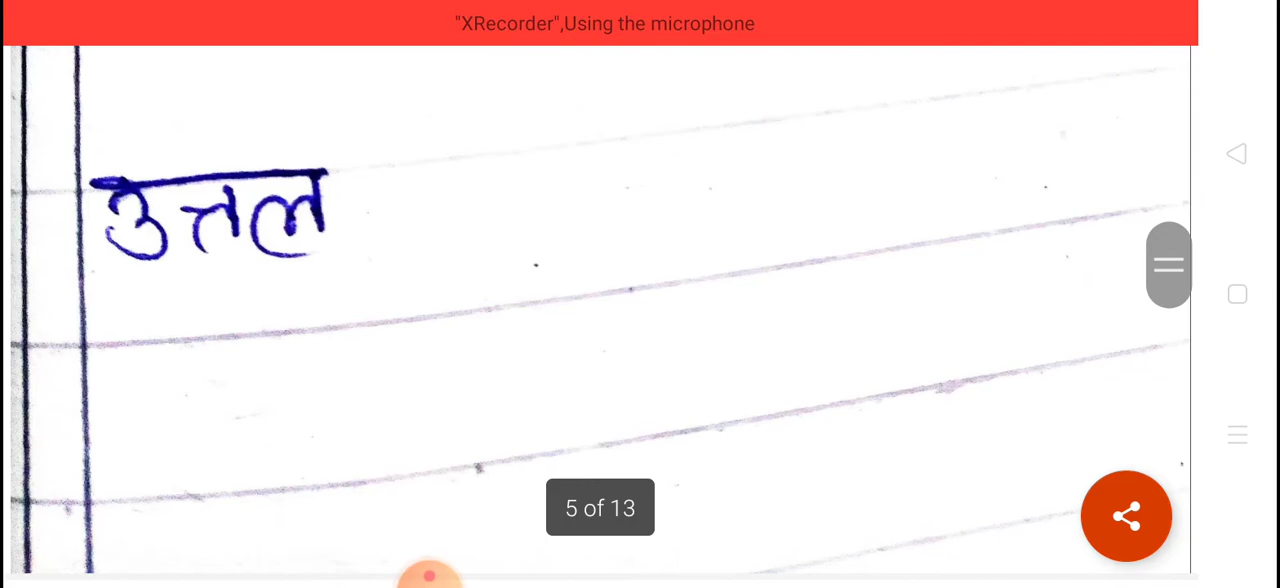 "XRecorder",Using the microphone
उत्तल
5 of 13